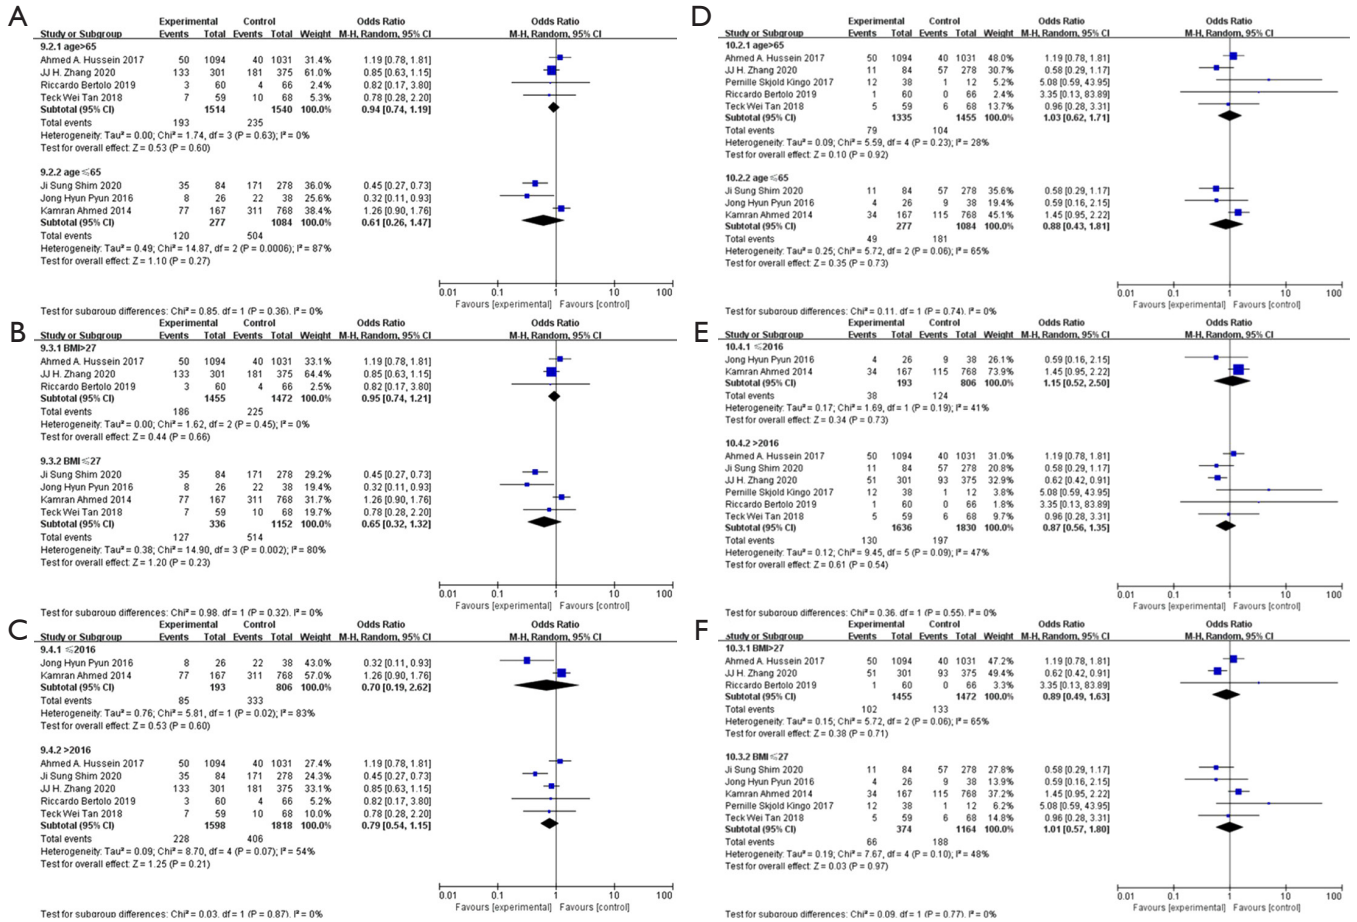 A
Experimental Control Odds Ratio Odds Ratio
Study or Subgroup Events Total Events Total Weight M-H, Random, 95% CI M-H, Random, 95% CI
9.2.1 age>65
Ahmed A. Hussein 2017 50 1094 40 1031 31.4% 1.19 [0.78, 1.81]
JJ H. Zhang 2020 133 301 181 375 61.0% 0.85 [0.63, 1.15]
Riccardo Bertolo 2019 3 60 4 66 2.4% 0.82 [0.17, 3.80]
Teck Wei Tan 2018 7 59 10 68 5.3% 0.78 [0.28, 2.20]
Subtotal (95% CI) 1514 1540 100.0% 0.94 [0.74, 1.19]
Total events 193 235
Heterogeneity: Tau² = 0.00; Chi² = 1.74, df = 3 (P = 0.63); I² = 0%
Test for overall effect: Z = 0.53 (P = 0.60)
9.2.2 age ≤65
Ji Sung Shim 2020 35 84 171 278 36.0% 0.45 [0.27, 0.73]
Jong Hyun Pyun 2016 8 26 22 38 25.6% 0.32 [0.11, 0.93]
Kamran Ahmed 2014 77 167 311 768 38.4% 1.26 [0.90, 1.76]
Subtotal (95% CI) 277 1084 100.0% 0.61 [0.26, 1.47]
Total events 120 504
Heterogeneity: Tau² = 0.49; Chi² = 14.87, df = 2 (P = 0.0006); I² = 87%
Test for overall effect: Z = 1.10 (P = 0.27)
0.01 0.1 1 10 100
Favours [experimental] Favours [control]
Test for subgroup differences: Chi² = 0.85, df = 1 (P = 0.36), I² = 0%
B
Experimental Control Odds Ratio Odds Ratio
Study or Subgroup Events Total Events Total Weight M-H, Random, 95% CI M-H, Random, 95% CI
9.3.1 BMI>27
Ahmed A. Hussein 2017 50 1094 40 1031 33.1% 1.19 [0.78, 1.81]
JJ H. Zhang 2020 133 301 181 375 64.4% 0.85 [0.63, 1.15]
Riccardo Bertolo 2019 3 60 4 66 2.5% 0.82 [0.17, 3.80]
Subtotal (95% CI) 1455 1472 100.0% 0.95 [0.74, 1.21]
Total events 186 225
Heterogeneity: Tau² = 0.00; Chi² = 1.62, df = 2 (P = 0.45); I² = 0%
Test for overall effect: Z = 0.44 (P = 0.66)
9.3.2 BMI ≤27
Ji Sung Shim 2020 35 84 171 278 29.2% 0.45 [0.27, 0.73]
Jong Hyun Pyun 2016 8 26 22 38 19.4% 0.32 [0.11, 0.93]
Kamran Ahmed 2014 77 167 311 768 31.7% 1.26 [0.90, 1.76]
Teck Wei Tan 2018 7 59 10 68 19.7% 0.78 [0.28, 2.20]
Subtotal (95% CI) 336 1152 100.0% 0.65 [0.32, 1.32]
Total events 127 514
Heterogeneity: Tau² = 0.38; Chi² = 14.90, df = 3 (P = 0.002); I² = 80%
Test for overall effect: Z = 1.20 (P = 0.23)
0.01 0.1 1 10 100
Favours [experimental] Favours [control]
Test for subgroup differences: Chi² = 0.98, df = 1 (P = 0.32), I² = 0%
C
Experimental Control Odds Ratio Odds Ratio
Study or Subgroup Events Total Events Total Weight M-H, Random, 95% CI M-H, Random, 95% CI
9.4.1 ≤2016
Jong Hyun Pyun 2016 8 26 22 38 43.0% 0.32 [0.11, 0.93]
Kamran Ahmed 2014 77 167 311 768 57.0% 1.26 [0.90, 1.76]
Subtotal (95% CI) 193 806 100.0% 0.70 [0.19, 2.62]
Total events 85 333
Heterogeneity: Tau² = 0.76; Chi² = 5.81, df = 1 (P = 0.02); I² = 83%
Test for overall effect: Z = 0.53 (P = 0.60)
9.4.2 >2016
Ahmed A. Hussein 2017 50 1094 40 1031 27.4% 1.19 [0.78, 1.81]
Ji Sung Shim 2020 35 84 171 278 24.3% 0.45 [0.27, 0.73]
JJ H. Zhang 2020 133 301 181 375 33.1% 0.85 [0.63, 1.15]
Riccardo Bertolo 2019 3 60 4 66 5.2% 0.82 [0.17, 3.80]
Teck Wei Tan 2018 7 59 10 68 10.0% 0.78 [0.28, 2.20]
Subtotal (95% CI) 1598 1818 100.0% 0.79 [0.54, 1.15]
Total events 228 406
Heterogeneity: Tau² = 0.09; Chi² = 8.70, df = 4 (P = 0.07); I² = 54%
Test for overall effect: Z = 1.25 (P = 0.21)
0.01 0.1 1 10 100
Favours [experimental] Favours [control]
Test for subgroup differences: Chi² = 0.03, df = 1 (P = 0.87), I² = 0%
D
Experimental Control Odds Ratio Odds Ratio
Study or Subgroup Events Total Events Total Weight M-H, Random, 95% CI M-H, Random, 95% CI
10.2.1 age>65
Ahmed A. Hussein 2017 50 1094 40 1031 48.0% 1.19 [0.78, 1.81]
JJ H. Zhang 2020 11 84 57 278 30.7% 0.58 [0.29, 1.17]
Pernille Skjold Kingo 2017 12 38 1 12 5.0% 5.08 [0.59, 43.95]
Riccardo Bertolo 2019 1 60 0 66 2.3% 3.35 [0.13, 83.89]
Teck Wei Tan 2018 5 59 6 68 13.7% 0.96 [0.28, 3.31]
Subtotal (95% CI) 1335 1455 100.0% 1.03 [0.62, 1.71]
Total events 79 104
Heterogeneity: Tau² = 0.09; Chi² = 5.59, df = 4 (P = 0.23); I² = 28%
Test for overall effect: Z = 0.10 (P = 0.92)
10.2.2 age ≤65
Ji Sung Shim 2020 11 84 57 278 35.6% 0.58 [0.29, 1.17]
Jong Hyun Pyun 2016 4 26 9 38 19.4% 0.59 [0.16, 2.15]
Kamran Ahmed 2014 34 167 115 768 45.1% 1.45 [0.95, 2.22]
Subtotal (95% CI) 277 1084 100.0% 0.88 [0.43, 1.81]
Total events 49 181
Heterogeneity: Tau² = 0.25; Chi² = 5.72, df = 2 (P = 0.06); I² = 65%
Test for overall effect: Z = 0.35 (P = 0.73)
0.01 0.1 1 10 100
Favours [experimental] Favours [control]
Test for subgroup differences: Chi² = 0.11, df = 1 (P = 0.74), I² = 0%
E
Experimental Control Odds Ratio Odds Ratio
Study or Subgroup Events Total Events Total Weight M-H, Random, 95% CI M-H, Random, 95% CI
10.4.1 ≤2016
Jong Hyun Pyun 2016 4 26 9 38 26.1% 0.59 [0.16, 2.15]
Kamran Ahmed 2014 34 167 115 768 73.9% 1.45 [0.95, 2.22]
Subtotal (95% CI) 193 806 100.0% 1.15 [0.52, 2.50]
Total events 38 124
Heterogeneity: Tau² = 0.17; Chi² = 1.69, df = 1 (P = 0.19); I² = 41%
Test for overall effect: Z = 0.34 (P = 0.73)
10.4.2 >2016
Ahmed A. Hussein 2017 50 1094 40 1031 31.0% 1.19 [0.78, 1.81]
Ji Sung Shim 2020 11 84 57 278 20.8% 0.58 [0.29, 1.17]
JJ H. Zhang 2020 51 301 93 375 32.9% 0.62 [0.42, 0.91]
Pernille Skjold Kingo 2017 12 38 1 12 3.8% 5.08 [0.59, 43.95]
Riccardo Bertolo 2019 1 60 0 66 1.8% 3.35 [0.13, 83.89]
Teck Wei Tan 2018 5 59 6 68 9.7% 0.96 [0.28, 3.31]
Subtotal (95% CI) 1636 1830 100.0% 0.87 [0.56, 1.35]
Total events 130 197
Heterogeneity: Tau² = 0.12; Chi² = 9.45, df = 5 (P = 0.09); I² = 47%
Test for overall effect: Z = 0.61 (P = 0.54)
0.01 0.1 1 10 100
Favours [experimental] Favours [control]
Test for subgroup differences: Chi² = 0.36, df = 1 (P = 0.55), I² = 0%
F
Experimental Control Odds Ratio Odds Ratio
Study or Subgroup Events Total Events Total Weight M-H, Random, 95% CI M-H, Random, 95% CI
10.3.1 BMI>27
Ahmed A. Hussein 2017 50 1094 40 1031 47.2% 1.19 [0.78, 1.81]
JJ H. Zhang 2020 51 301 93 375 49.6% 0.62 [0.42, 0.91]
Riccardo Bertolo 2019 1 60 0 66 3.3% 3.35 [0.13, 83.89]
Subtotal (95% CI) 1455 1472 100.0% 0.89 [0.49, 1.63]
Total events 102 133
Heterogeneity: Tau² = 0.15; Chi² = 5.72, df = 2 (P = 0.06); I² = 65%
Test for overall effect: Z = 0.38 (P = 0.71)
10.3.2 BMI ≤27
Ji Sung Shim 2020 11 84 57 278 27.8% 0.58 [0.29, 1.17]
Jong Hyun Pyun 2016 4 26 9 38 13.9% 0.59 [0.16, 2.15]
Kamran Ahmed 2014 34 167 115 768 37.2% 1.45 [0.95, 2.22]
Pernille Skjold Kingo 2017 12 38 1 12 6.2% 5.08 [0.59, 43.95]
Teck Wei Tan 2018 5 59 6 68 14.8% 0.96 [0.28, 3.31]
Subtotal (95% CI) 374 1164 100.0% 1.01 [0.57, 1.80]
Total events 66 188
Heterogeneity: Tau² = 0.19; Chi² = 7.67, df = 4 (P = 0.10); I² = 48%
Test for overall effect: Z = 0.03 (P = 0.97)
0.01 0.1 1 10 100
Favours [experimental] Favours [control]
Test for subgroup differences: Chi² = 0.09, df = 1 (P = 0.77), I² = 0%